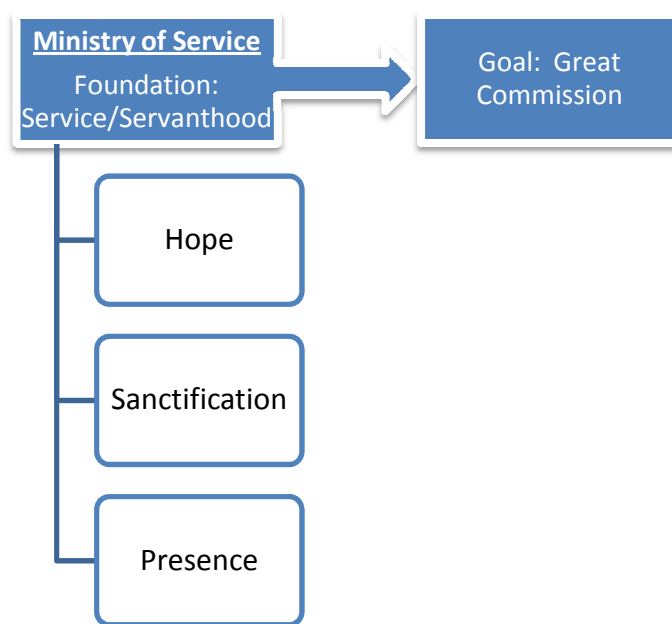 Ministry of Service
Foundation:
Service/Servanthood
Goal: Great
Commission
Hope
Sanctification
Presence